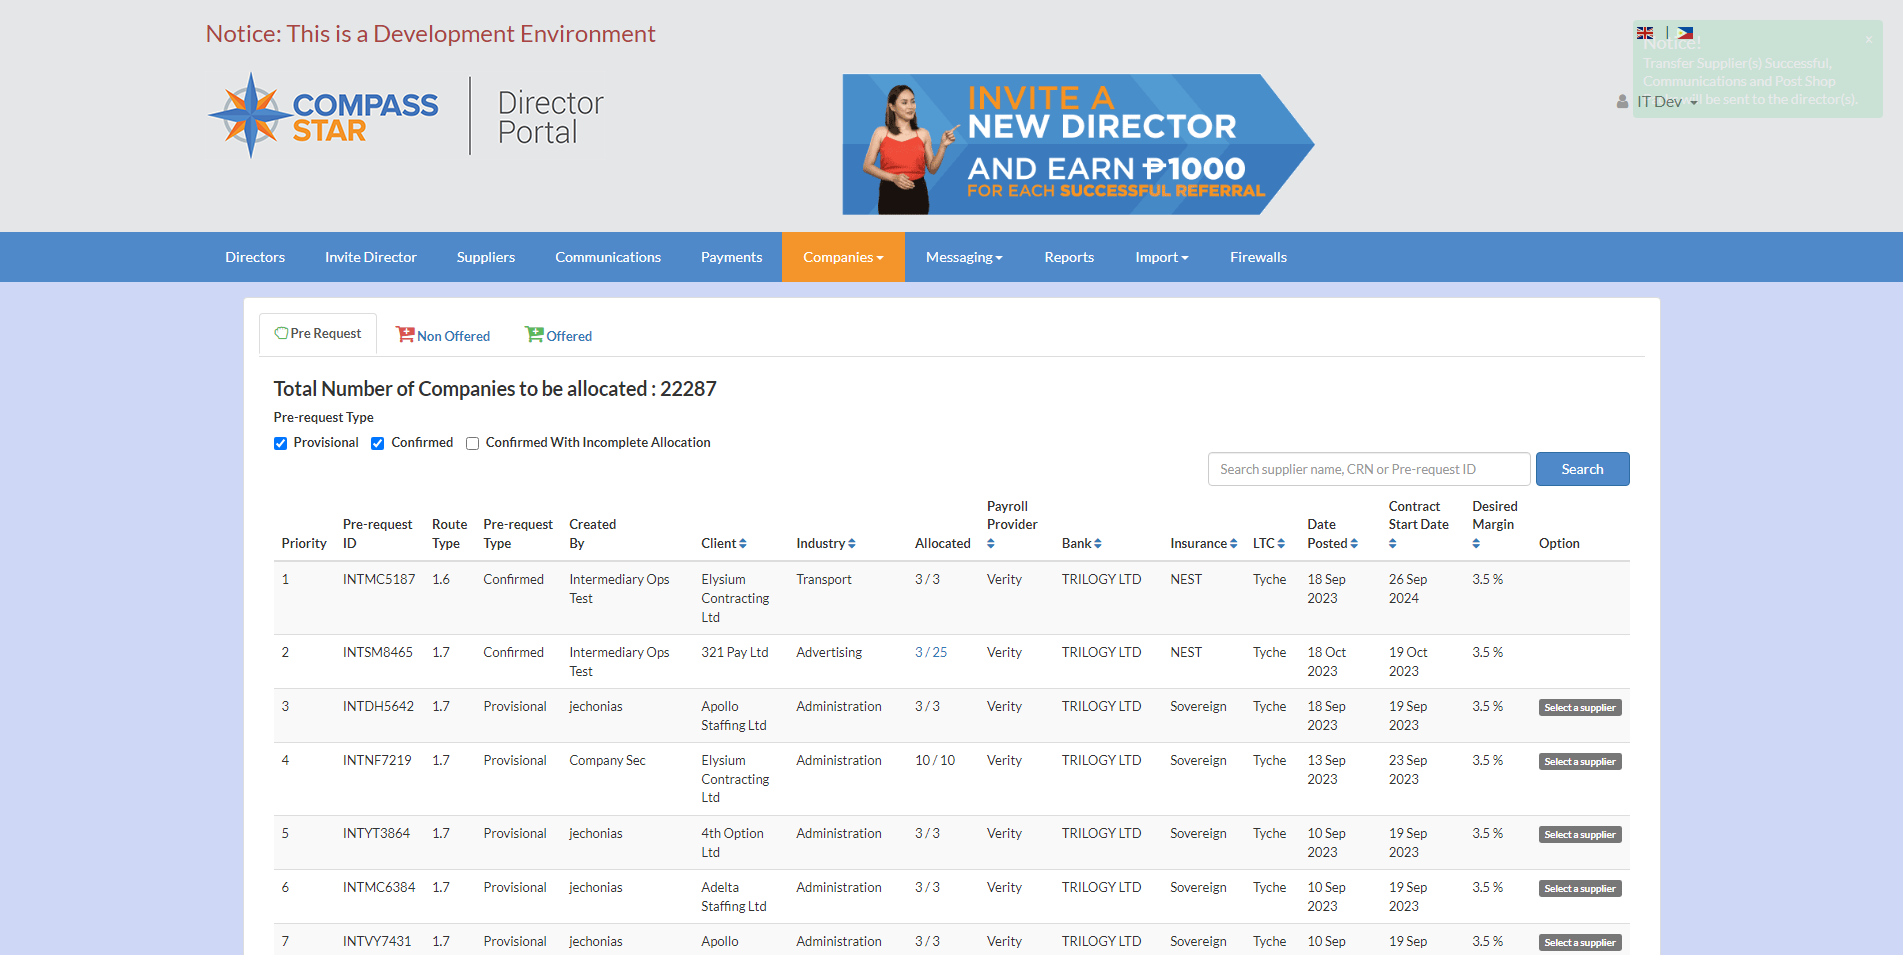 Notice: This is a Development Environment
Notice!
x
Transfer Supplier(s) Successful,
Communications and Post Shop
be sent to the director(s).
IT Dev
COMPASS
STAR
Director
Portal
INVITE A
NEW DIRECTOR
AND EARN ₱1000
FOR EACH SUCCESSFUL REFERRAL
Directors Invite Director Suppliers Communications Payments Companies Messaging Reports Import Firewalls
Pre Request Non Offered Offered
Total Number of Companies to be allocated : 22287
Pre-request Type
Provisional Confirmed Confirmed With Incomplete Allocation
Search supplier name, CRN or Pre-request ID Search
Payroll Contract Desired
Pre-request Route Pre-request Created Provider Date Start Date Margin
Priority ID Type Type By Client Industry Allocated Bank Insurance LTC Posted Option
1 INTMC5187 1.6 Confirmed Intermediary Ops Elysium Transport 3 / 3 Verity TRILOGY LTD NEST Tyche 18 Sep 26 Sep 3.5 %
Test Contracting 2023 2024
Ltd
2 INTSM8465 1.7 Confirmed Intermediary Ops 321 Pay Ltd Advertising 3 / 25 Verity TRILOGY LTD NEST Tyche 18 Oct 19 Oct 3.5 %
Test 2023 2023
3 INTDH5642 1.7 Provisional jechonias Apollo Administration 3 / 3 Verity TRILOGY LTD Sovereign Tyche 18 Sep 19 Sep 3.5 % Select a supplier
Staffing Ltd 2023 2023
4 INTNF7219 1.7 Provisional Company Sec Elysium Administration 10 / 10 Verity TRILOGY LTD Sovereign Tyche 13 Sep 23 Sep 3.5 % Select a supplier
Contracting 2023 2023
Ltd
5 INTYT3864 1.7 Provisional jechonias 4th Option Administration 3 / 3 Verity TRILOGY LTD Sovereign Tyche 10 Sep 19 Sep 3.5 % Select a supplier
Ltd 2023 2023
6 INTMC6384 1.7 Provisional jechonias Adelta Administration 3 / 3 Verity TRILOGY LTD Sovereign Tyche 10 Sep 19 Sep 3.5 % Select a supplier
Staffing Ltd 2023 2023
7 INTVY7431 1.7 Provisional jechonias Apollo Administration 3 / 3 Verity TRILOGY LTD Sovereign Tyche 10 Sep 19 Sep 3.5 % Select a supplier